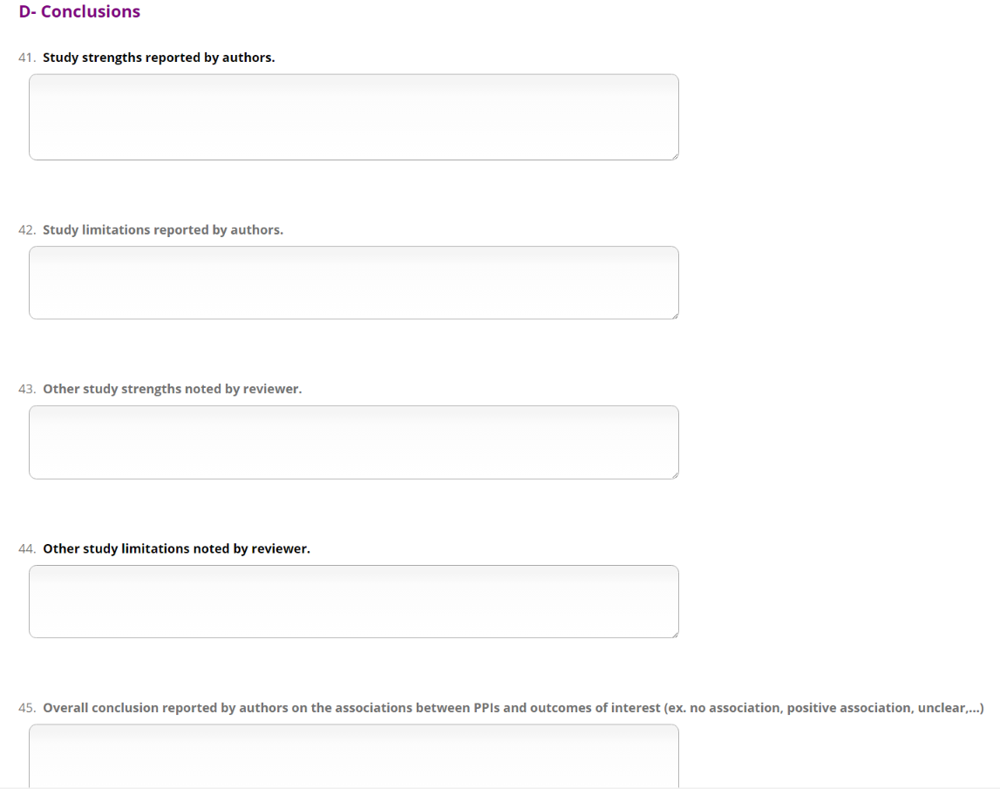 D- Conclusions
41. Study strengths reported by authors.
42. Study limitations reported by authors.
43. Other study strengths noted by reviewer.
44. Other study limitations noted by reviewer.
45. Overall conclusion reported by authors on the associations between PPIs and outcomes of interest (ex. no association, positive association, unclear,...)